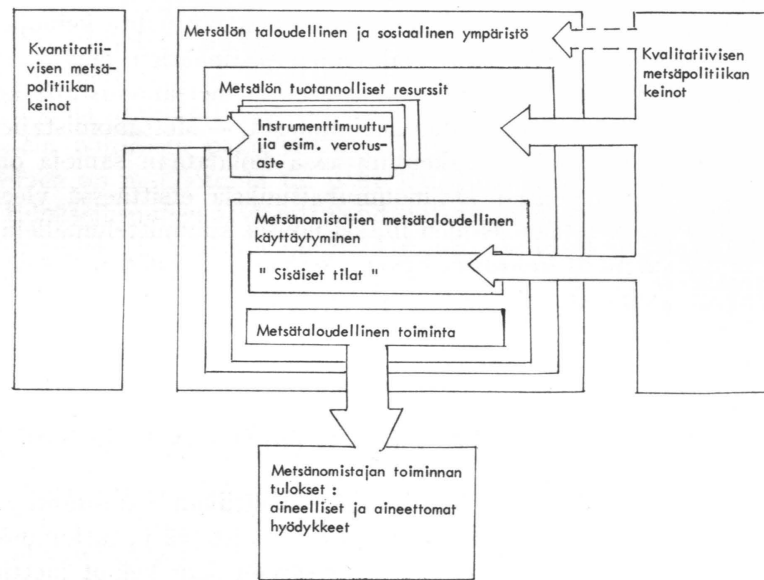 Kvantitatii-
visen metsä-
politiikan
keinot
Metsälön taloudellinen ja sosiaalinen ympäristö
Kvalitatiivisen
metsäpolitiikan
keinot
Metsälön tuotannolliset resurssit
Instrumenttimuuttu-
jia esim. verotus-
aste
Metsänomistajien metsätaloudellinen
käyttäytyminen
" Sisäiset tilat "
Metsätaloudellinen toiminta
Metsänomistajan toiminnan
tulokset :
aineelliset ja aineettomat
hyödykkeet